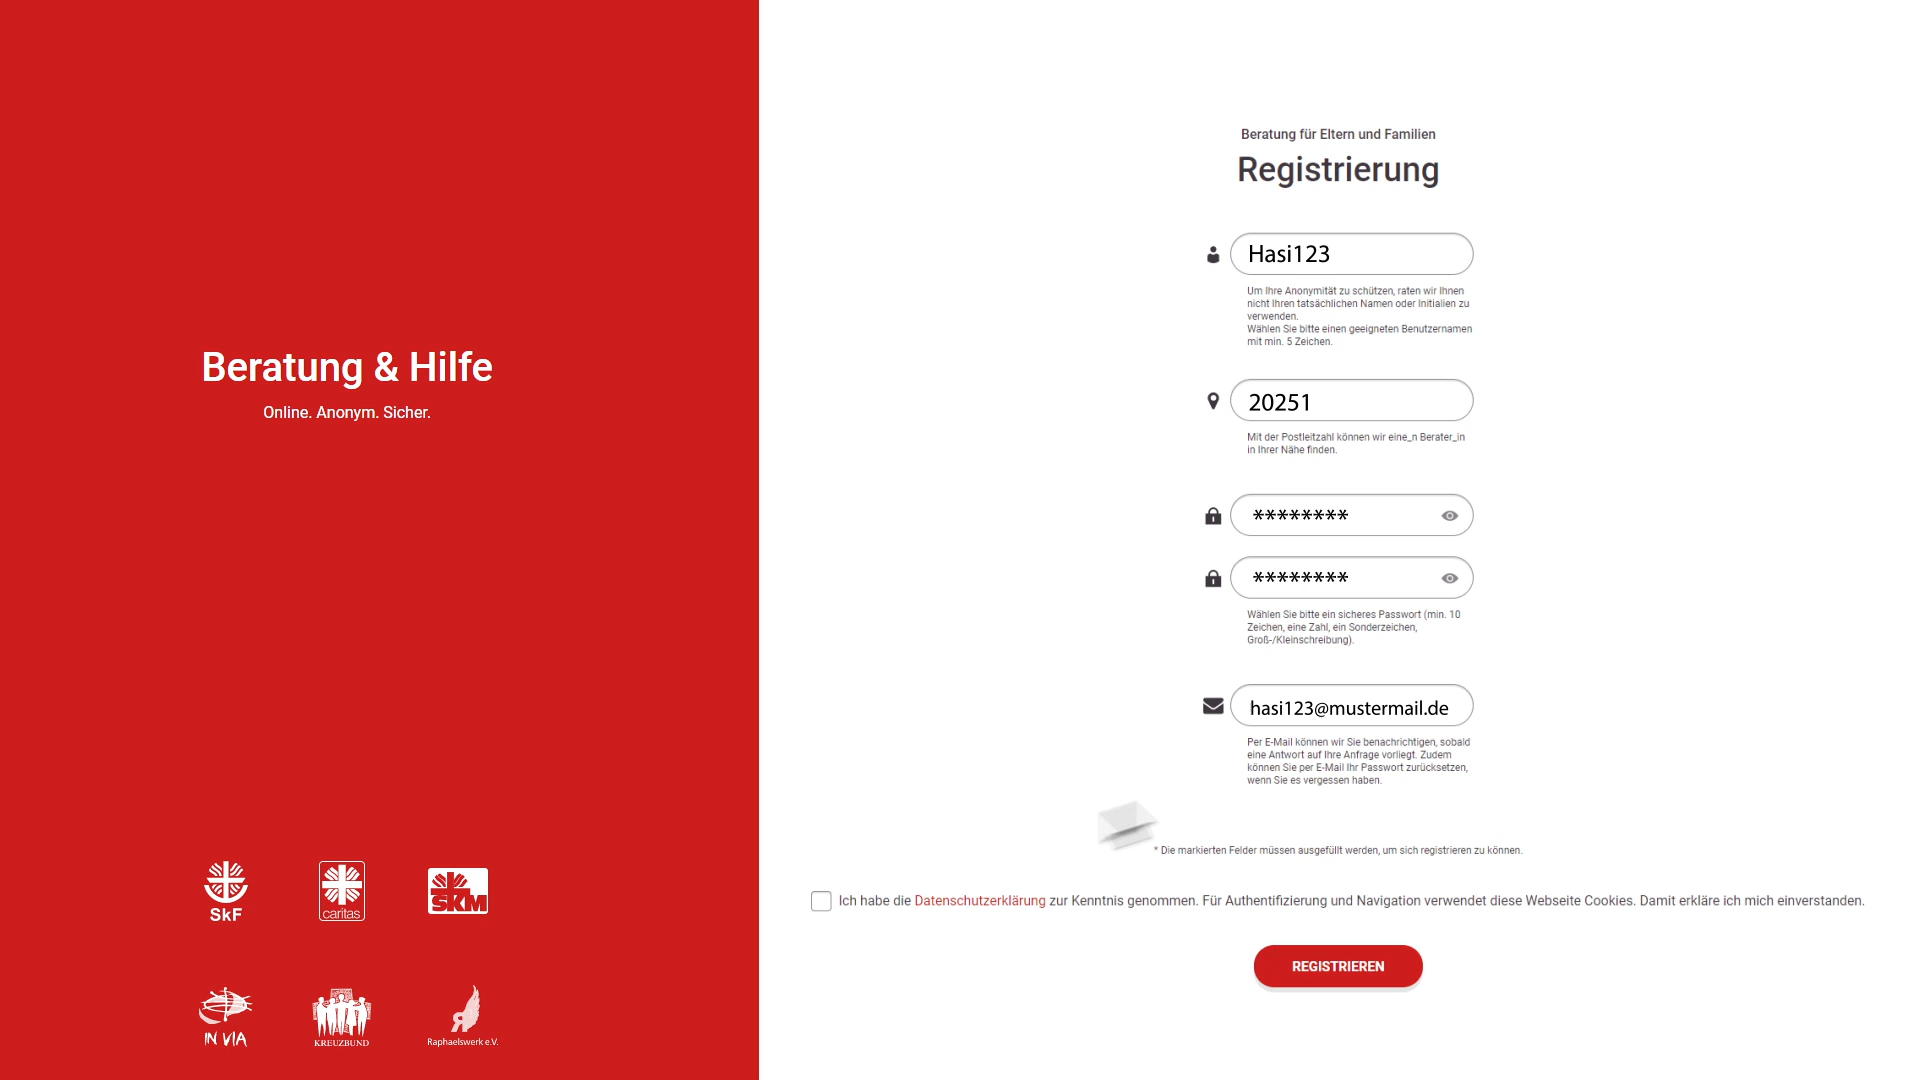 Beratung & Hilfe
Online. Anonym. Sicher.
SkF
caritas
SKM
IN VIA
KREUZBUND
Raphaelswerk e.V.
Beratung für Eltern und Familien
Registrierung
Hasi123
Um Ihre Anonymität zu schützen, raten wir Ihnen
nicht Ihren tatsächlichen Namen oder Initialien zu
verwenden.
Wählen Sie bitte einen geeigneten Benutzernamen
mit min. 5 Zeichen.
20251
Mit der Postleitzahl können wir eine_n Berater_in
in Ihrer Nähe finden.
********
********
Wählen Sie bitte ein sicheres Passwort (min. 10
Zeichen, eine Zahl, ein Sonderzeichen,
Groß-/Kleinschreibung).
hasi123@mustermail.de
Per E-Mail können wir Sie benachrichtigen, sobald
eine Antwort auf Ihre Anfrage vorliegt. Zudem
können Sie per E-Mail Ihr Passwort zurücksetzen,
wenn Sie es vergessen haben.
* Die markierten Felder müssen ausgefüllt werden, um sich registrieren zu können.
Ich habe die Datenschutzerklärung zur Kenntnis genommen. Für Authentifizierung und Navigation verwendet diese Webseite Cookies. Damit erkläre ich mich einverstanden.
REGISTRIEREN